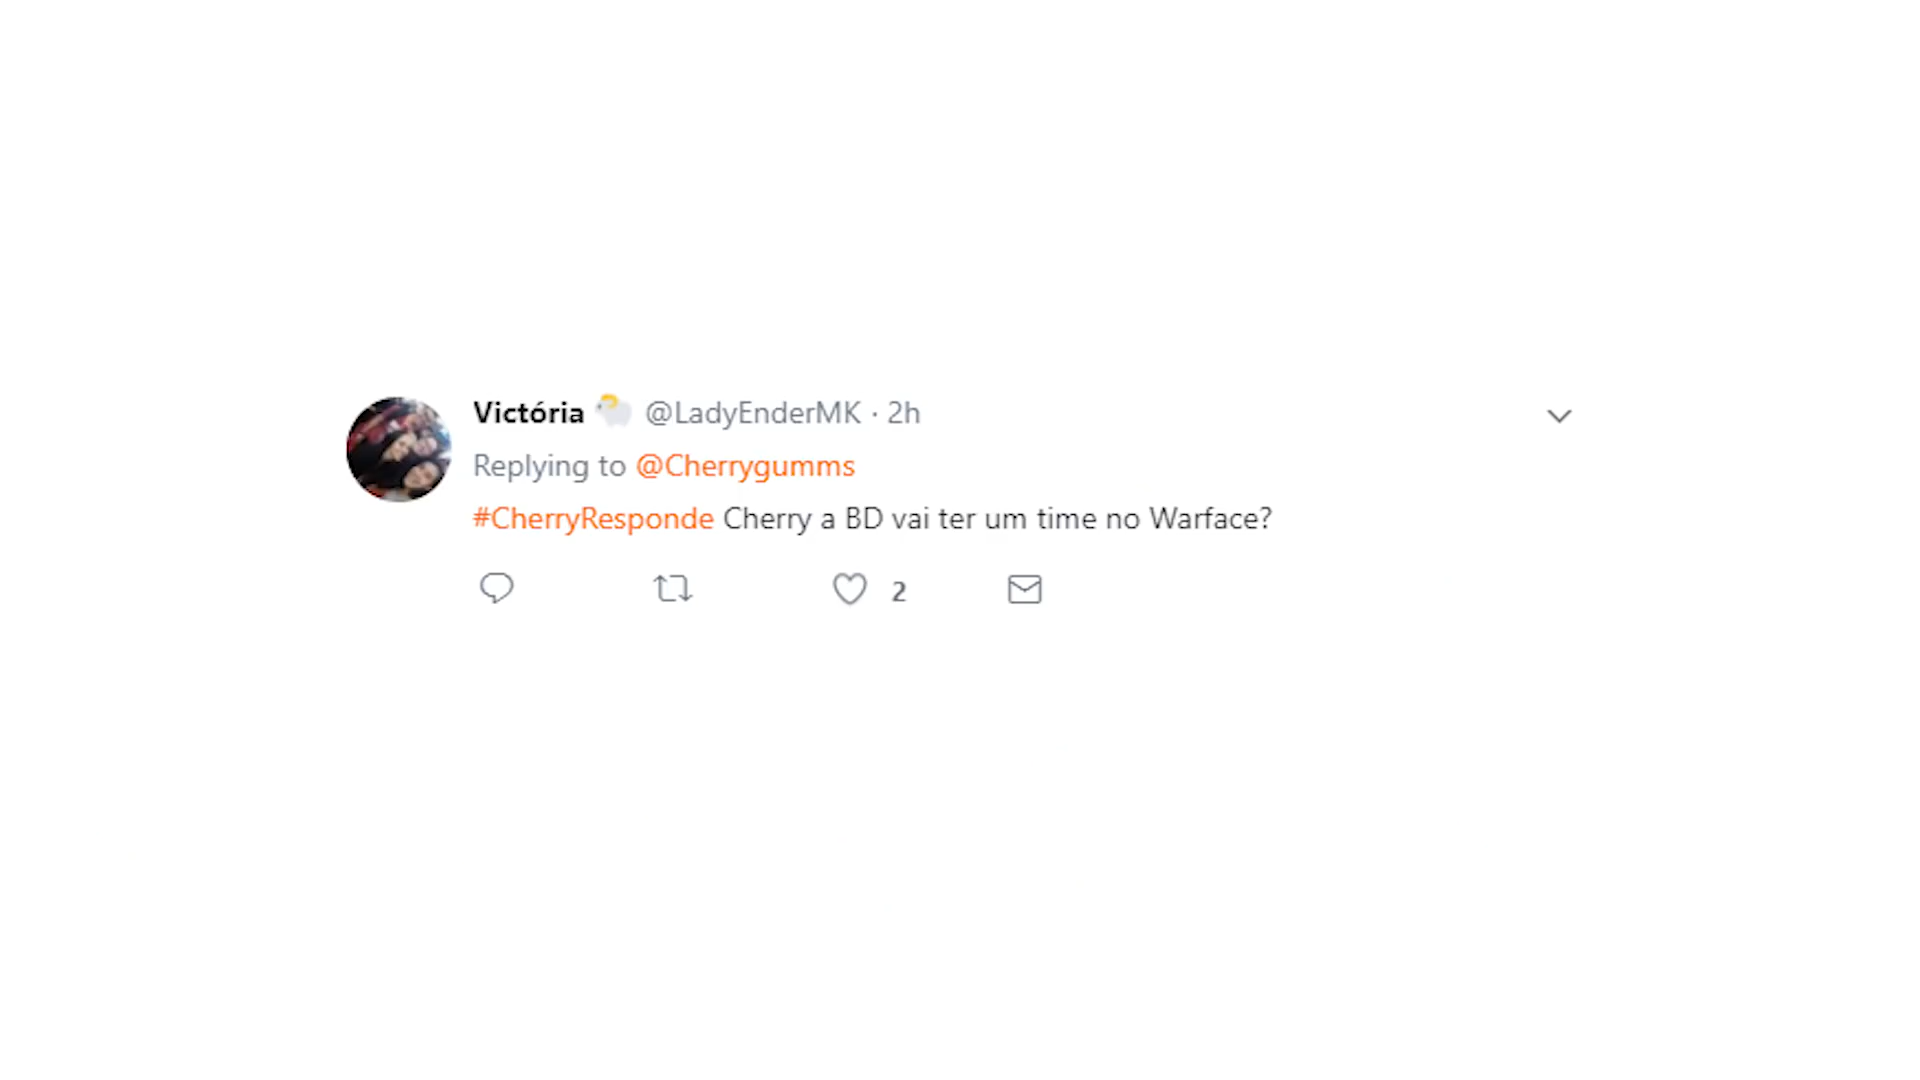 Victória 🐏 @LadyEnderMK · 2h
Replying to @Cherrygumms
#CherryResponde Cherry a BD vai ter um time no Warface?
2